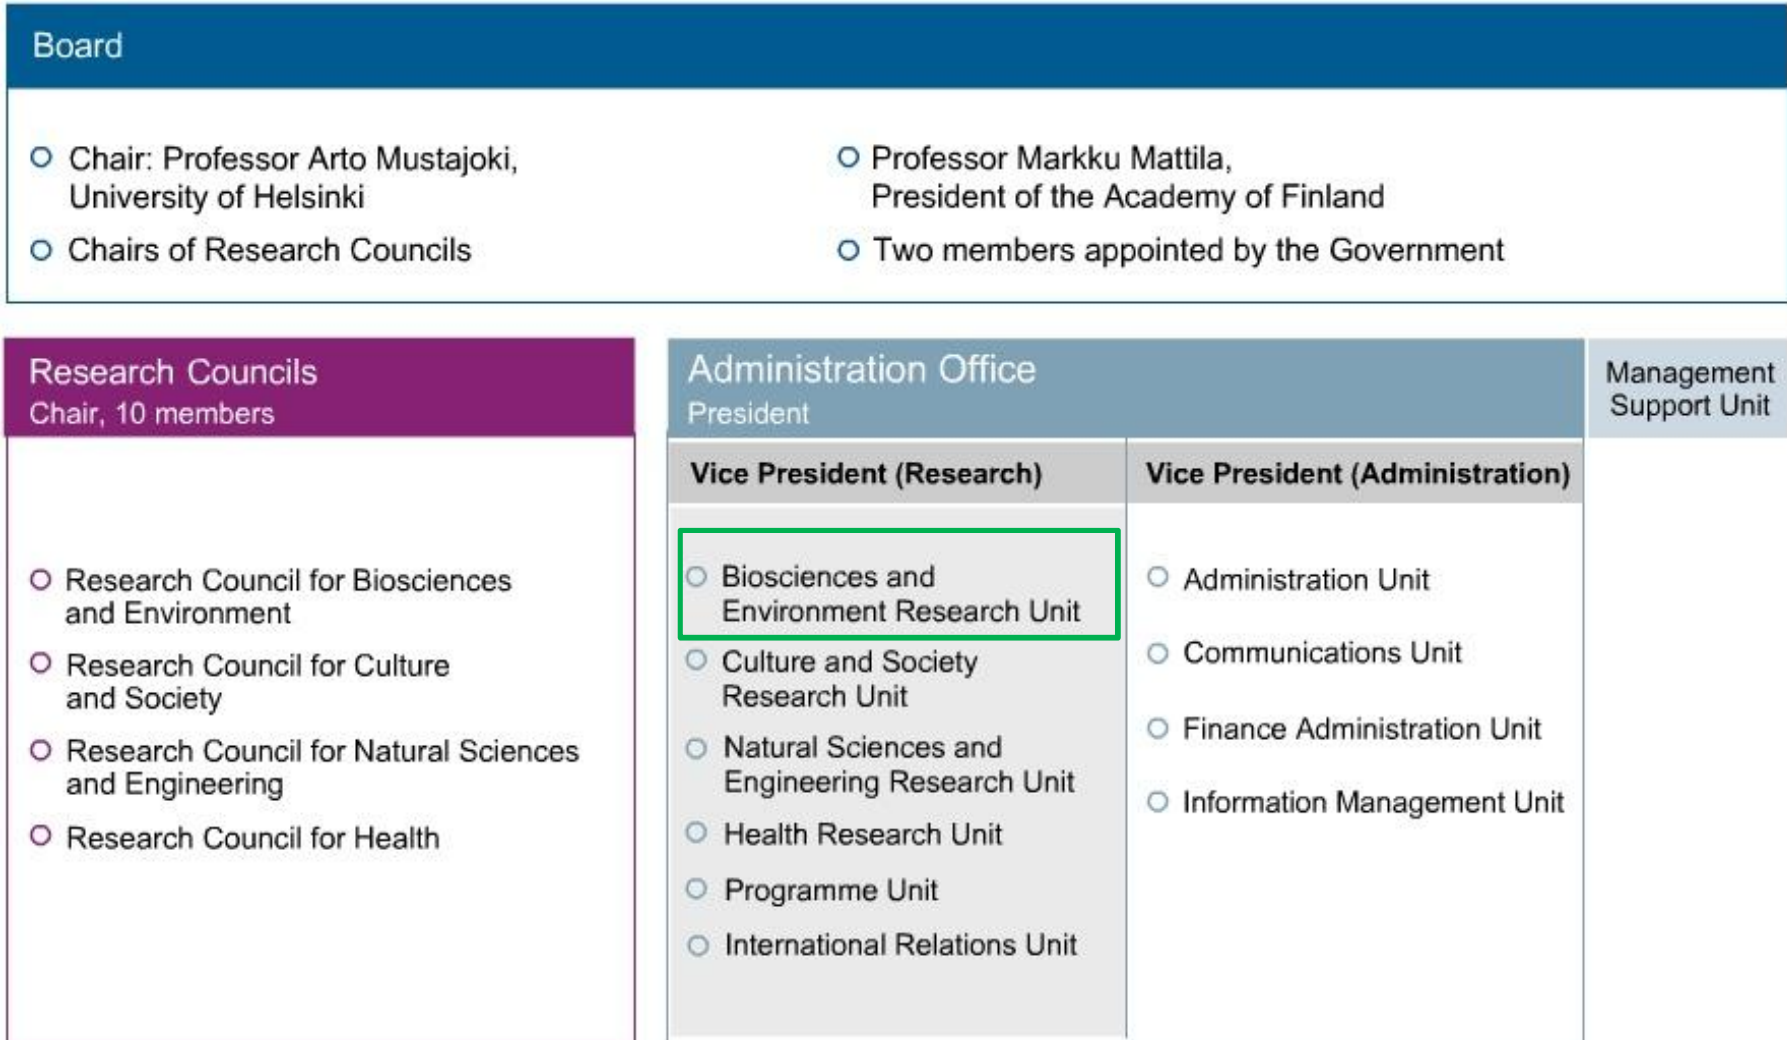 Board
Chair: Professor Arto Mustajoki,
University of Helsinki
Chairs of Research Councils
Professor Markku Mattila,
President of the Academy of Finland
Two members appointed by the Government
Research Councils
Chair, 10 members
Research Council for Biosciences
and Environment
Research Council for Culture
and Society
Research Council for Natural Sciences
and Engineering
Research Council for Health
Administration Office
President
Vice President (Research)
Biosciences and
Environment Research Unit
Culture and Society
Research Unit
Natural Sciences and
Engineering Research Unit
Health Research Unit
Programme Unit
International Relations Unit
Vice President (Administration)
Administration Unit
Communications Unit
Finance Administration Unit
Information Management Unit
Management
Support Unit